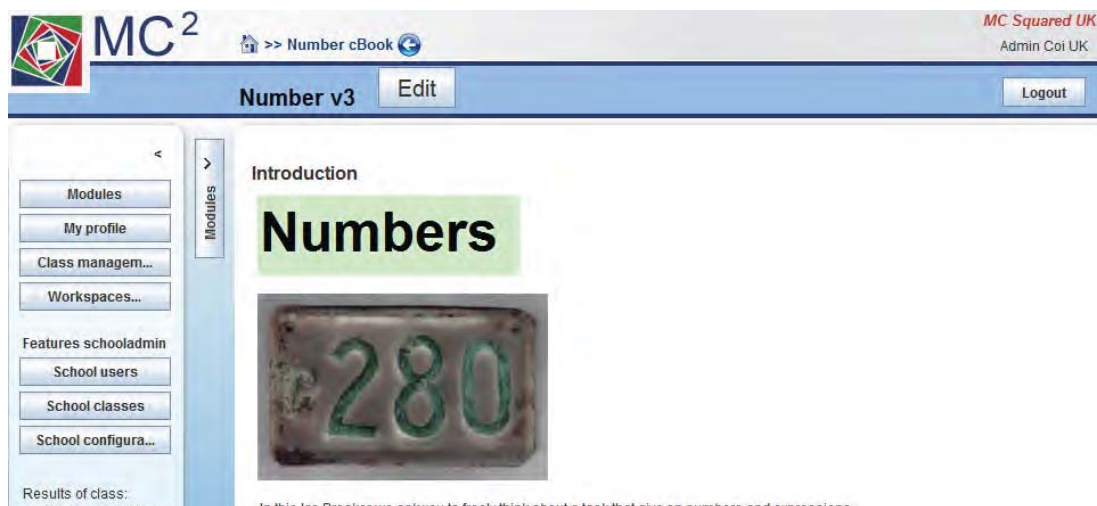 MC²
>> Number cBook
MC Squared UK
Admin Coi UK
Number v3
Edit
Logout
<
Modules
My profile
Class managem...
Workspaces...
Features schooladmin
School users
School classes
School configura...
Results of class:
>
Modules
Introduction
Numbers
280